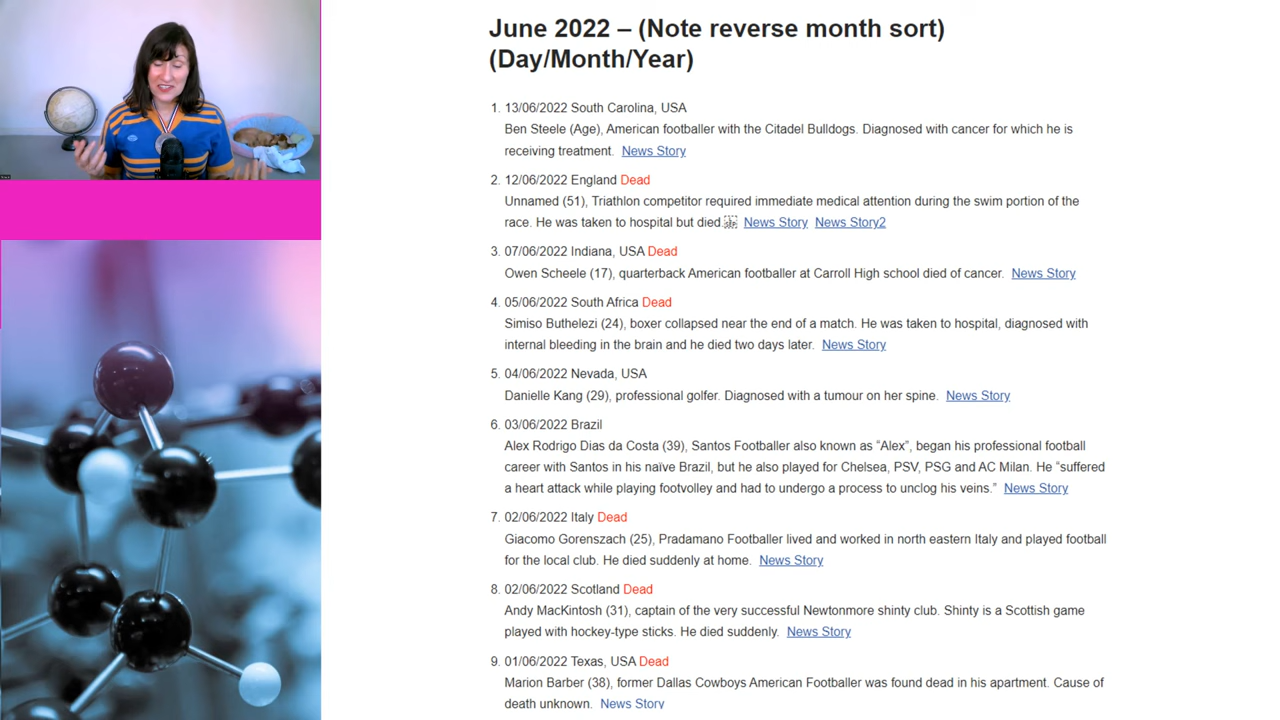 June 2022 – (Note reverse month sort)
(Day/Month/Year)
1. 13/06/2022 South Carolina, USA
Ben Steele (Age), American footballer with the Citadel Bulldogs. Diagnosed with cancer for which he is
receiving treatment. News Story
2. 12/06/2022 England Dead
Unnamed (51), Triathlon competitor required immediate medical attention during the swim portion of the
race. He was taken to hospital but died. News Story News Story2
3. 07/06/2022 Indiana, USA Dead
Owen Scheele (17), quarterback American footballer at Carroll High school died of cancer. News Story
4. 05/06/2022 South Africa Dead
Simiso Buthelezi (24), boxer collapsed near the end of a match. He was taken to hospital, diagnosed with
internal bleeding in the brain and he died two days later. News Story
5. 04/06/2022 Nevada, USA
Danielle Kang (29), professional golfer. Diagnosed with a tumour on her spine. News Story
6. 03/06/2022 Brazil
Alex Rodrigo Dias da Costa (39), Santos Footballer also known as “Alex”, began his professional football
career with Santos in his naïve Brazil, but he also played for Chelsea, PSV, PSG and AC Milan. He “suffered
a heart attack while playing footvolley and had to undergo a process to unclog his veins.” News Story
7. 02/06/2022 Italy Dead
Giacomo Gorenszach (25), Pradamano Footballer lived and worked in north eastern Italy and played football
for the local club. He died suddenly at home. News Story
8. 02/06/2022 Scotland Dead
Andy MacKintosh (31), captain of the very successful Newtonmore shinty club. Shinty is a Scottish game
played with hockey-type sticks. He died suddenly. News Story
9. 01/06/2022 Texas, USA Dead
Marion Barber (38), former Dallas Cowboys American Footballer was found dead in his apartment. Cause of
death unknown. News Story